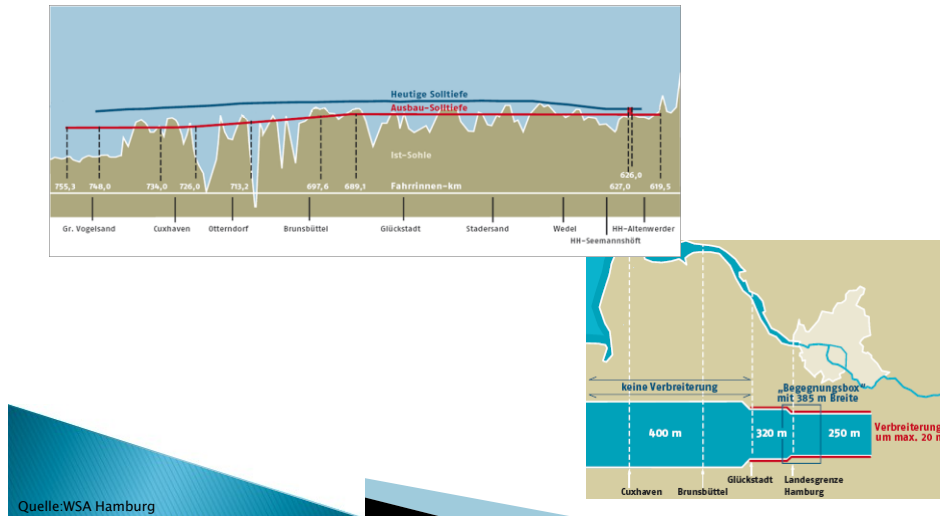 Heutige Solltiefe
Ausbau-Solltiefe
Ist-Sohle
626,0
755,3 748,0 734,0 726,0 713,2 697,6 689,1 Fahrrinnen-km 627,0 619,5
Gr. Vogelsand Cuxhaven Otterndorf Brunsbüttel Glückstadt Stadersand Wedel HH-Altenwerder
HH-Seemannshöft
keine Verbreiterung
„Begegnungsbox“
mit 385 m Breite
400 m 320 m 250 m
Verbreiterung
um max. 20 m
Glückstadt
Landesgrenze
Hamburg
Cuxhaven Brunsbüttel
Quelle:WSA Hamburg